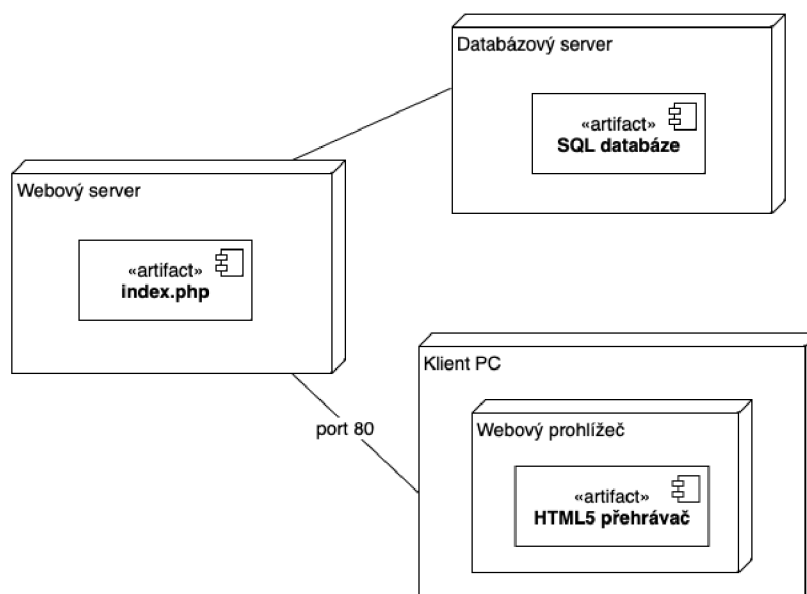 Databázový server
«artifact»
SQL databáze
Webový server
«artifact»
index.php
port 80
Klient PC
Webový prohlížeč
«artifact»
HTML5 přehrávač